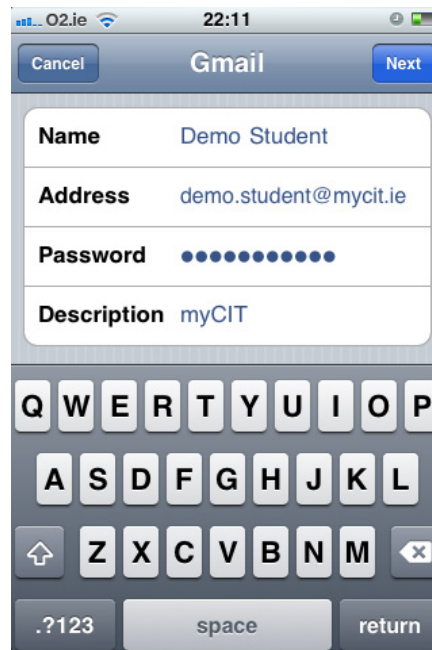 O2.ie 22:11
Cancel Gmail Next
Name Demo Student
Address demo.student@mycit.ie
Password ●●●●●●●●●●●
Description myCIT
Q W E R T Y U I O P
A S D F G H J K L
Z X C V B N M
.?123 space return